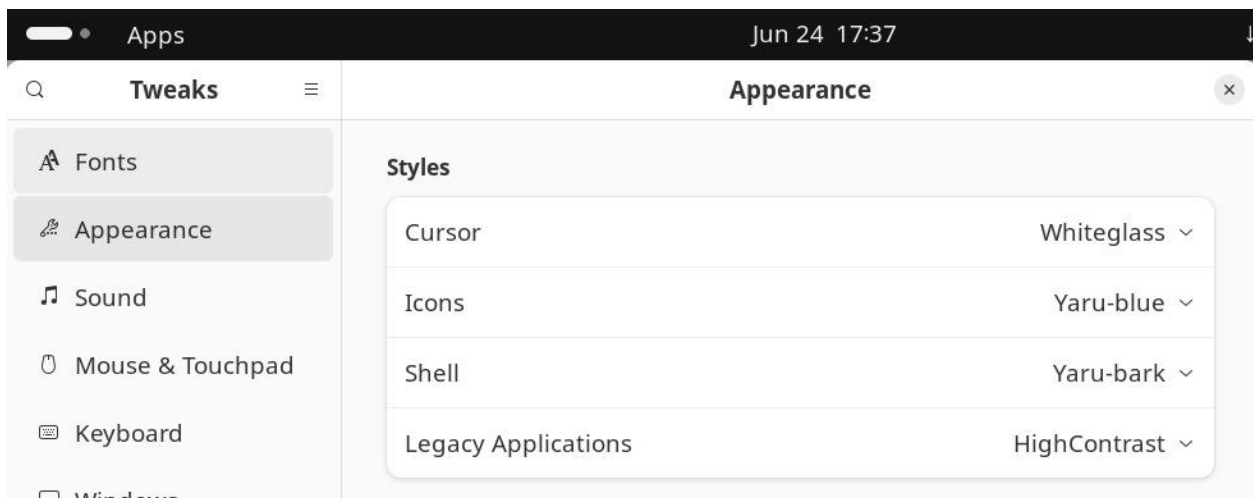 Apps Jun 24 17:37
Tweaks
Appearance
Fonts
Appearance
Sound
Mouse & Touchpad
Keyboard
Windows
Styles
Cursor Whiteglass
Icons Yaru-blue
Shell Yaru-bark
Legacy Applications HighContrast